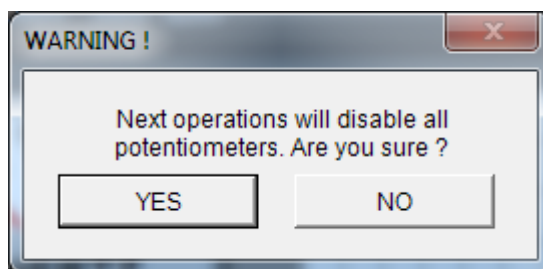 WARNING !
Next operations will disable all
potentiometers. Are you sure ?
YES
NO